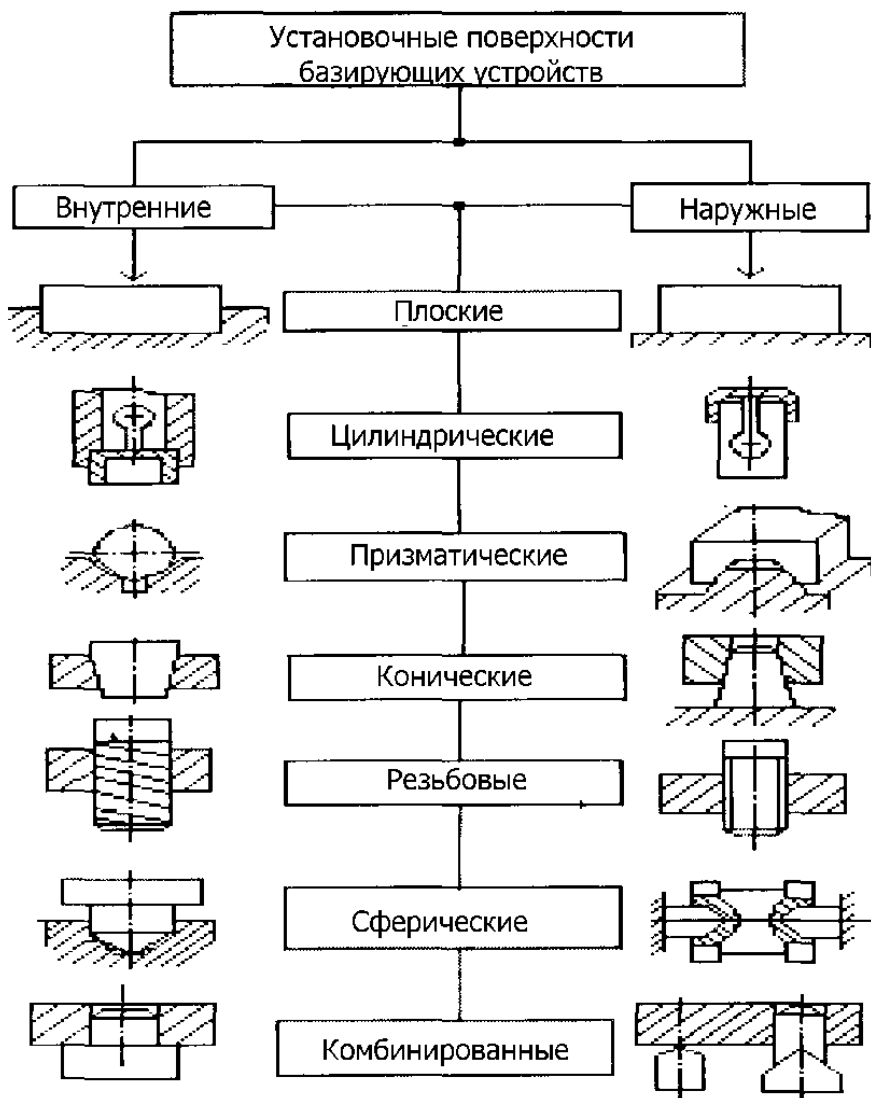 Установочные поверхности
базирующих устройств
Внутренние
Наружные
Плоские
Цилиндрические
Призматические
Конические
Резьбовые
Сферические
Комбинированные